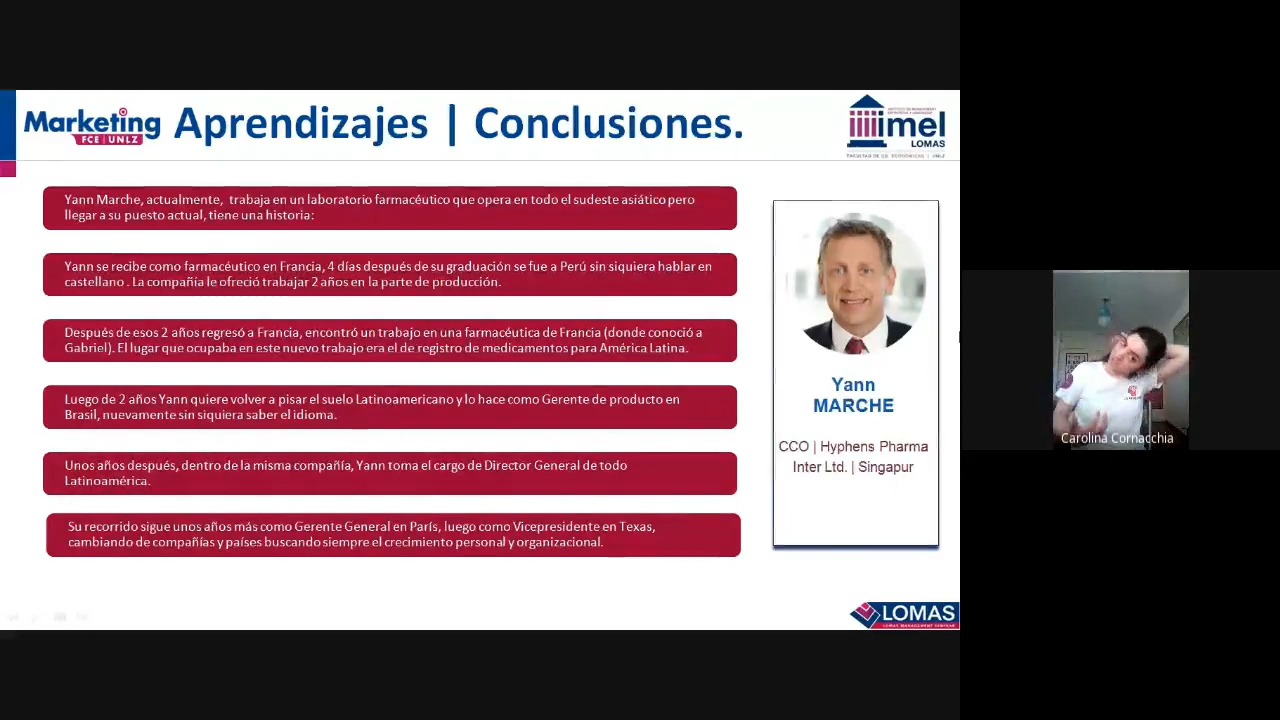 Marketing
FCE | UNLZ
Aprendizajes | Conclusiones.
imel
LOMAS
FACULTAD DE CS. ECONÓMICAS | UNLZ
Yann Marche, actualmente, trabaja en un laboratorio farmacéutico que opera en todo el sudeste asiático pero
llegar a su puesto actual, tiene una historia:
Yann se recibe como farmacéutico en Francia, 4 días después de su graduación se fue a Perú sin siquiera hablar en
castellano . La compañía le ofreció trabajar 2 años en la parte de producción.
Después de esos 2 años regresó a Francia, encontró un trabajo en una farmacéutica de Francia (donde conoció a
Gabriel). El lugar que ocupaba en este nuevo trabajo era el de registro de medicamentos para América Latina.
Luego de 2 años Yann quiere volver a pisar el suelo Latinoamericano y lo hace como Gerente de producto en
Brasil, nuevamente sin siquiera saber el idioma.
Unos años después, dentro de la misma compañía, Yann toma el cargo de Director General de todo
Latinoamérica.
Su recorrido sigue unos años más como Gerente General en París, luego como Vicepresidente en Texas,
cambiando de compañías y países buscando siempre el crecimiento personal y organizacional.
Yann
MARCHE
CCO | Hyphens Pharma
Inter Ltd. | Singapur
Carolina Cornacchia
LOMAS
LOMAS MANAGEMENT SEMINAR